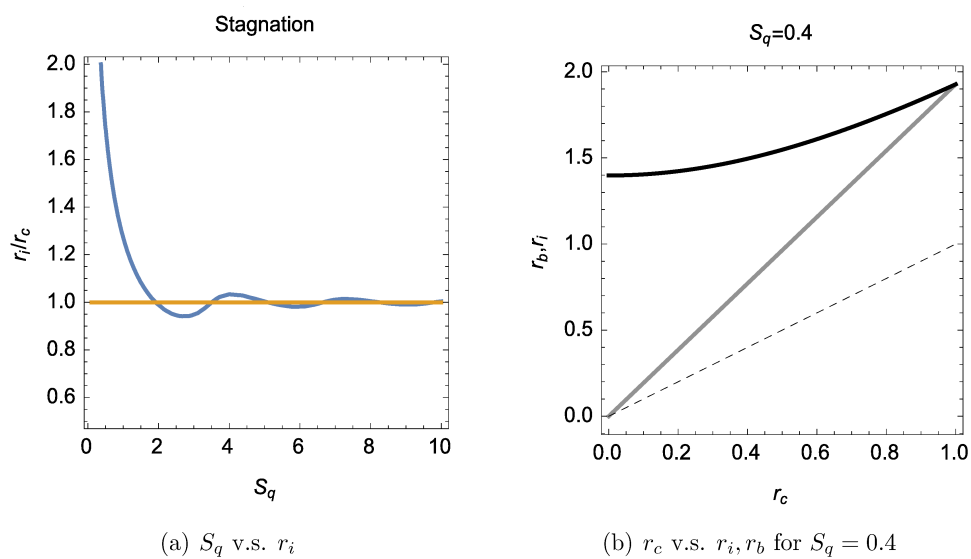 Stagnation
2.0
1.8
1.6
1.4
1.2
1.0
0.8
0.6
r_i/r_c
0 2 4 6 8 10
S_q
(a) S_q v.s. r_i
S_q=0.4
2.0
1.5
1.0
0.5
0.0
r_b,r_i
0.0 0.2 0.4 0.6 0.8 1.0
r_c
(b) r_c v.s. r_i, r_b for S_q = 0.4